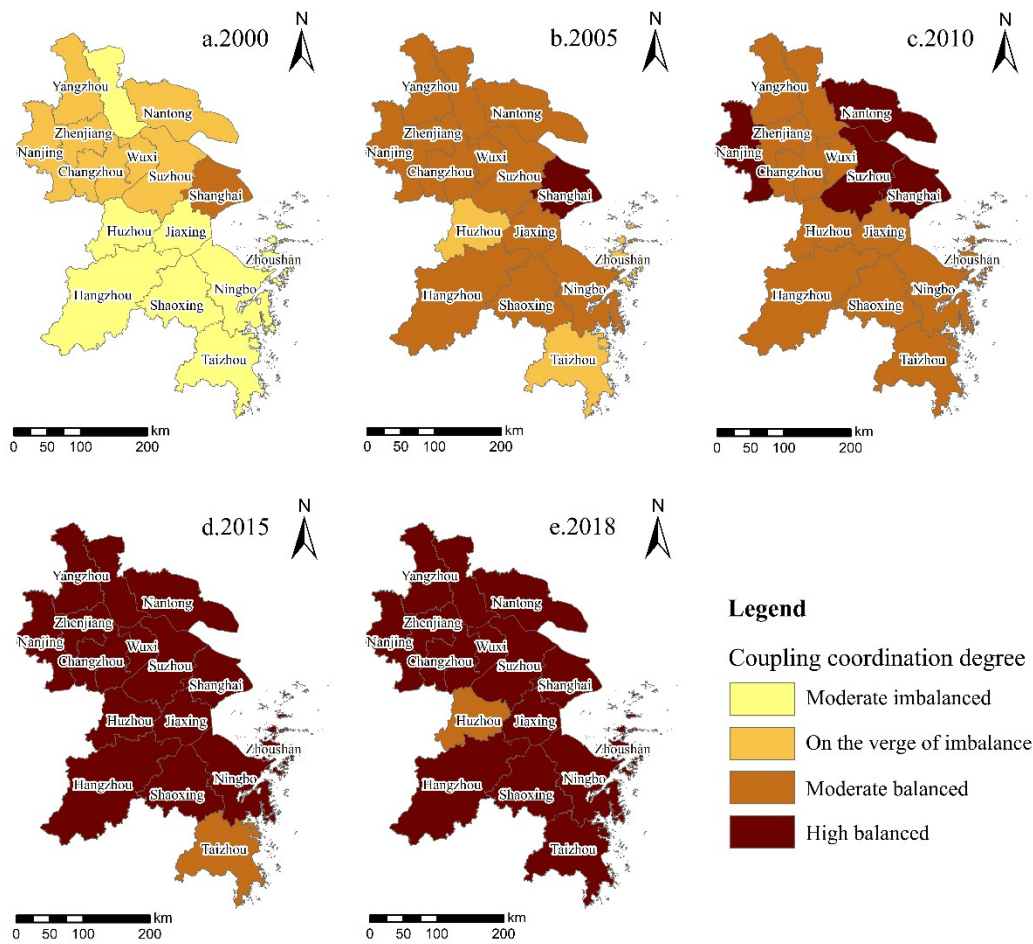 a.2000
N
Yangzhou
Nantong
Zhenjiang
Nanjing
Wuxi
Changzhou
Suzhou
Shanghai
Huzhou
Jiaxing
Zhoushan
Hangzhou
Ningbo
Shaoxing
Taizhou
km
0 50 100 200
b.2005
N
Yangzhou
Nantong
Zhenjiang
Nanjing
Wuxi
Changzhou
Suzhou
Shanghai
Huzhou
Jiaxing
Zhoushan
Hangzhou
Ningbo
Shaoxing
Taizhou
km
0 50 100 200
c.2010
N
Yangzhou
Nantong
Zhenjiang
Nanjing
Wuxi
Changzhou
Suzhou
Shanghai
Huzhou
Jiaxing
Zhoushan
Hangzhou
Ningbo
Shaoxing
Taizhou
km
0 50 100 200
d.2015
N
Yangzhou
Nantong
Zhenjiang
Nanjing
Wuxi
Changzhou
Suzhou
Shanghai
Huzhou
Jiaxing
Zhoushan
Hangzhou
Ningbo
Shaoxing
Taizhou
km
0 50 100 200
e.2018
N
Yangzhou
Nantong
Zhenjiang
Nanjing
Wuxi
Changzhou
Suzhou
Shanghai
Huzhou
Jiaxing
Zhoushan
Hangzhou
Ningbo
Shaoxing
Taizhou
km
0 50 100 200
Legend
Coupling coordination degree
Moderate imbalanced
On the verge of imbalance
Moderate balanced
High balanced